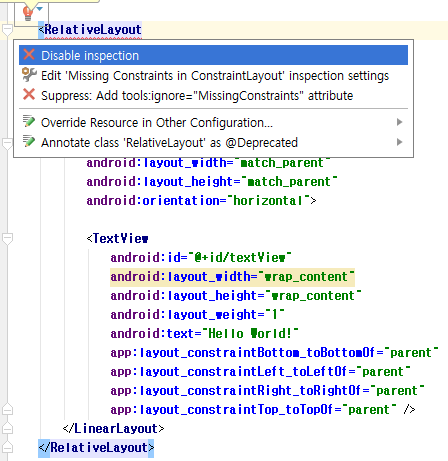 <RelativeLayout
Disable inspection
Edit 'Missing Constraints in ConstraintLayout' inspection settings
Suppress: Add tools:ignore="MissingConstraints" attribute
Override Resource in Other Configuration...
Annotate class 'RelativeLayout' as @Deprecated
android:layout_width="match_parent"
android:layout_height="match_parent"
android:orientation="horizontal">
<TextView
android:id="@+id/textView"
android:layout_width="wrap_content"
android:layout_height="wrap_content"
android:layout_weight="1"
android:text="Hello World!"
app:layout_constraintBottom_toBottomOf="parent"
app:layout_constraintLeft_toLeftOf="parent"
app:layout_constraintRight_toRightOf="parent"
app:layout_constraintTop_toTopOf="parent" />
</LinearLayout>
</RelativeLayout>